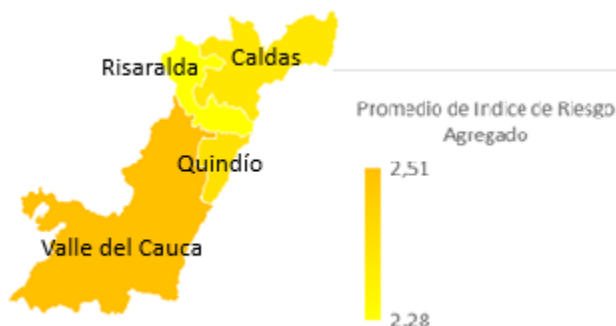 Caldas
Risaralda
Quindío
Valle del Cauca
Promedio de Indice de Riesgo
Agregado
2,51
2,28